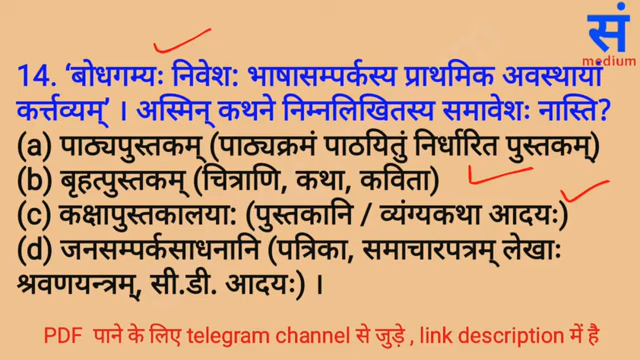 सं
medium
14. ‘बोधगम्यः निवेश: भाषासम्पर्कस्य प्राथमिक अवस्थायां
कर्त्तव्यम्’ । अस्मिन् कथने निम्नलिखितस्य समावेशः नास्ति?
(a) पाठ्यपुस्तकम् (पाठ्यक्रमं पाठयितुं निर्धारित पुस्तकम्)
(b) बृहत्पुस्तकम् (चित्राणि, कथा, कविता)
(c) कक्षापुस्तकालया: (पुस्तकानि / व्यंग्यकथा आदयः)
(d) जनसम्पर्कसाधनानि (पत्रिका, समाचारपत्रम् लेखाः
श्रवणयन्त्रम्, सी.डी. आदयः) ।
PDF पाने के लिए telegram channel से जुड़े , link description में है